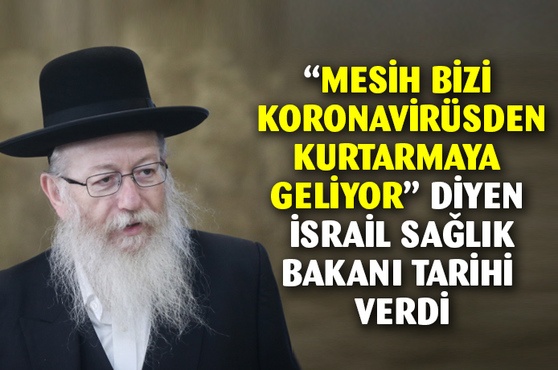 “MESİH BİZİ
KORONAVİRÜSDEN
KURTARMAYA
GELİYOR” DİYEN
İSRAİL SAĞLIK
BAKANI TARİHİ
VERDİ